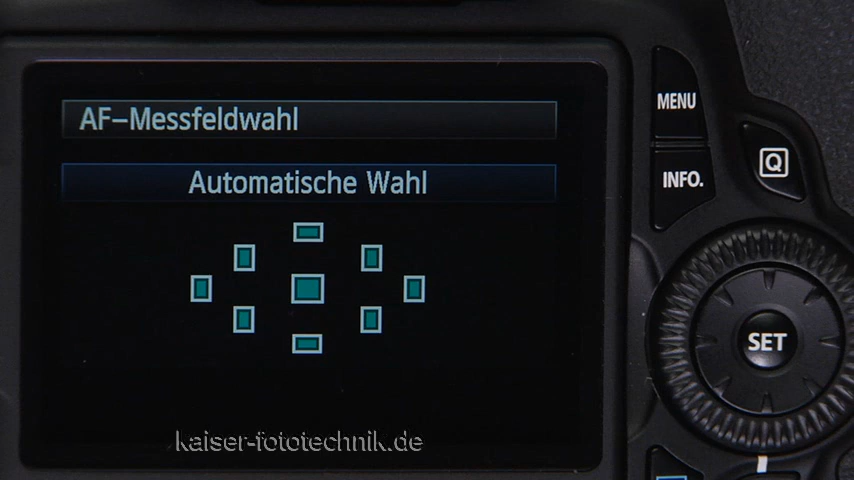 AF-Messfeldwahl
Automatische Wahl
MENU
INFO.
Q
SET
kaiser-fototechnik.de